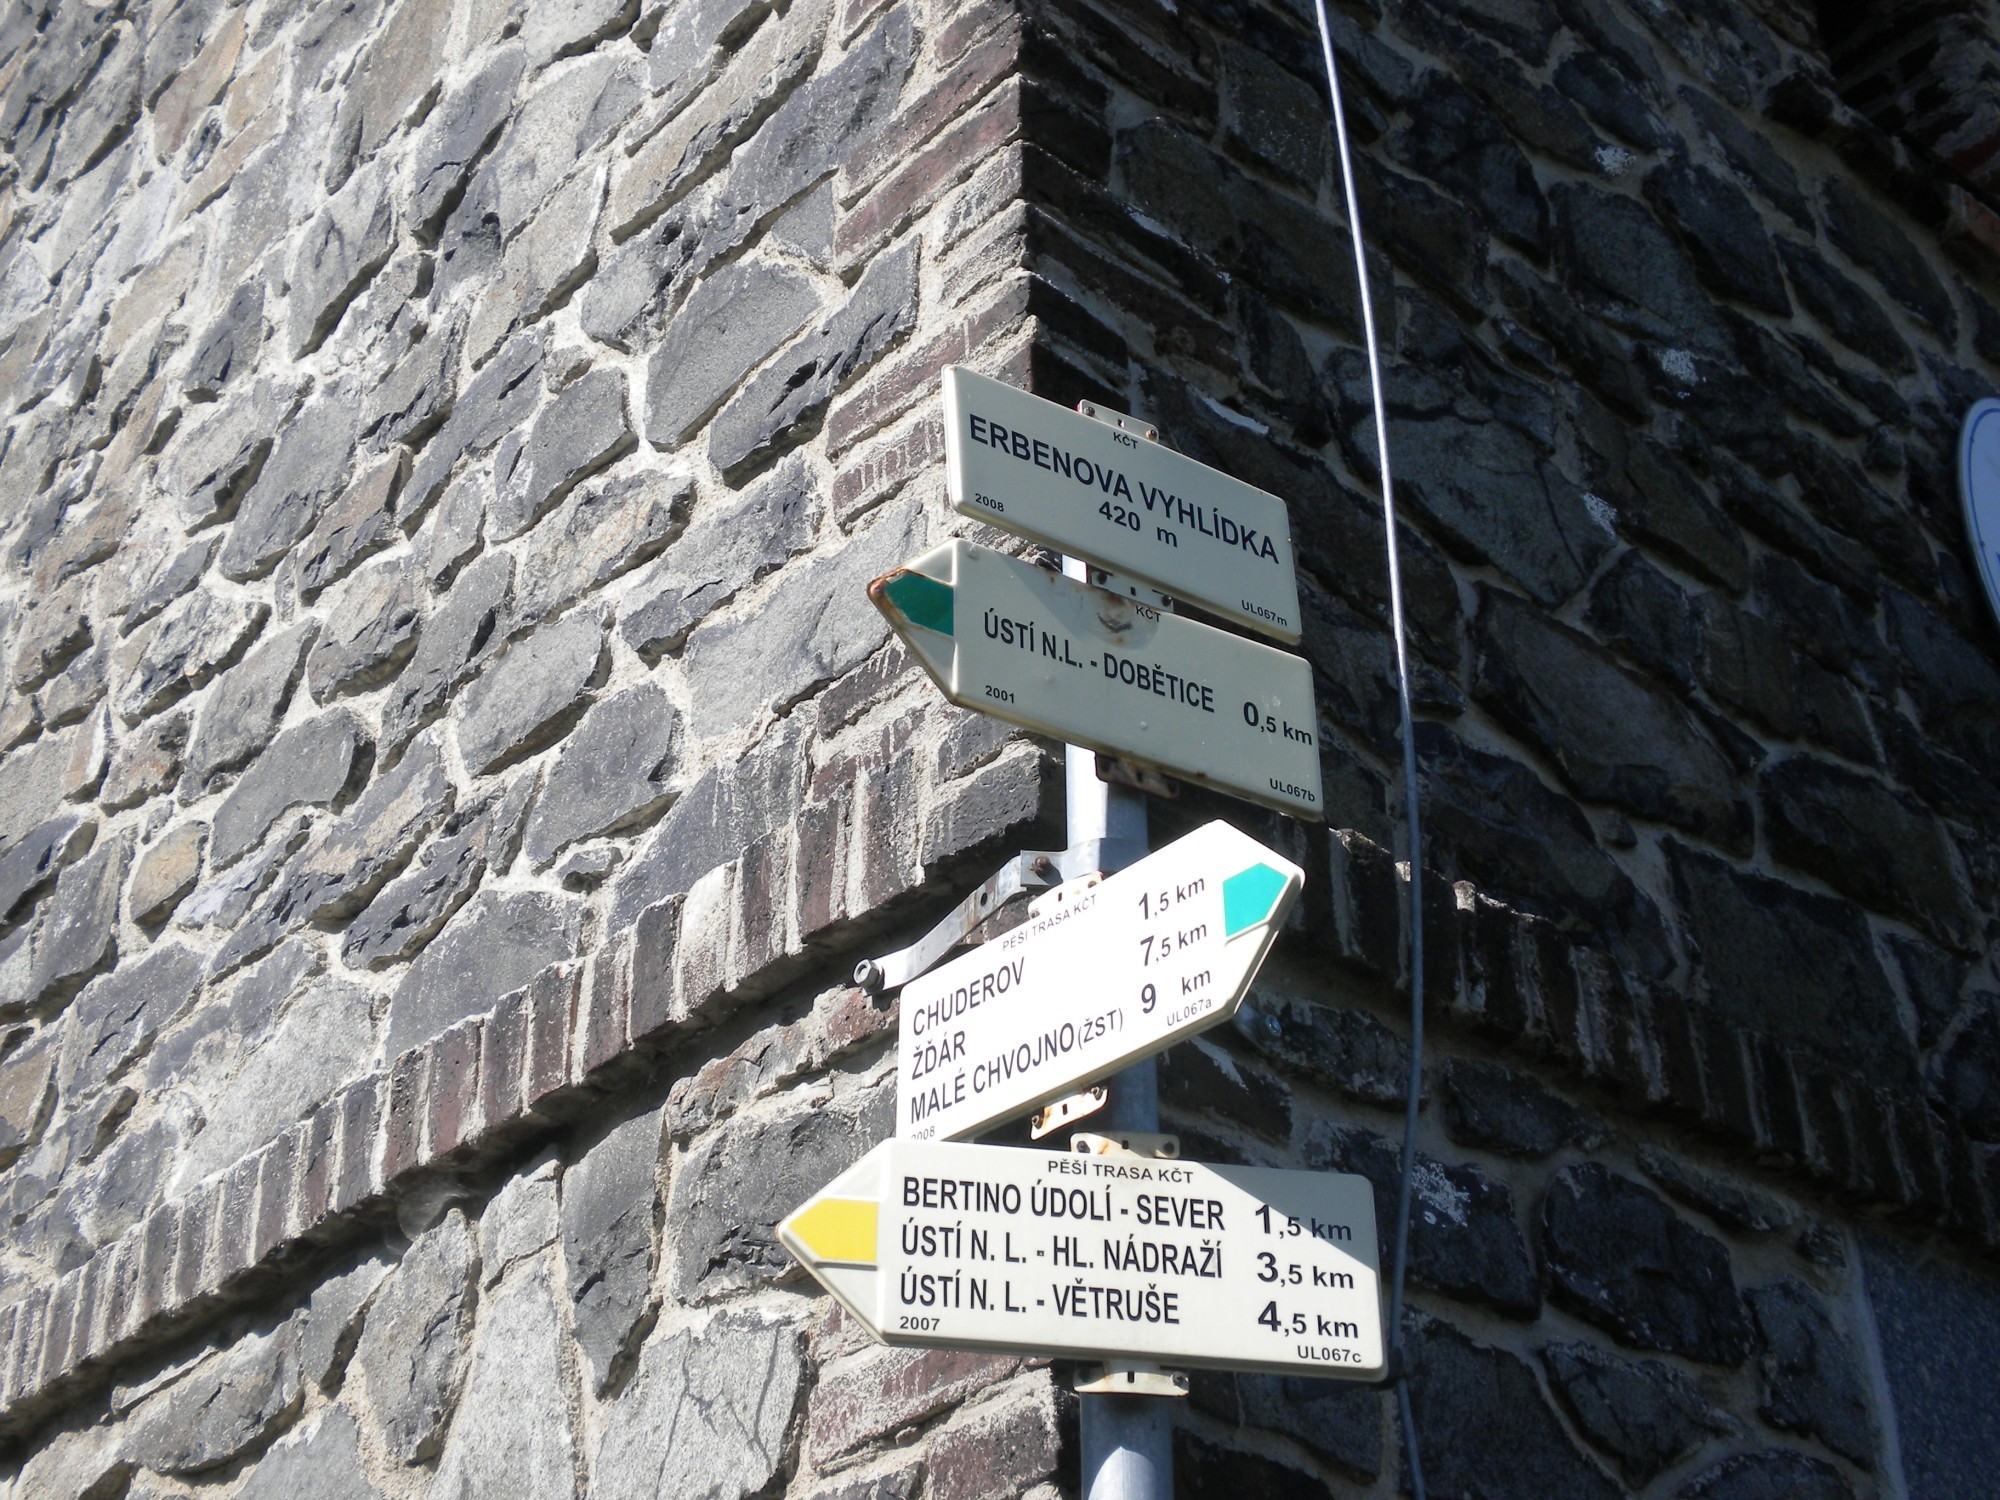 KČT
ERBENOVA VYHLÍDKA
420 m
2008
UL067m
KČT
ÚSTÍ N.L. - DOBĚTICE 0,5 km
2001
UL067b
PĚŠÍ TRASA KČT
CHUDEROV 1,5 km
ŽĎÁR 7,5 km
MALÉ CHVOJNO (ŽST) 9 km
2008 UL067a
PĚŠÍ TRASA KČT
BERTINO ÚDOLÍ - SEVER 1,5 km
ÚSTÍ N. L. - HL. NÁDRAŽÍ 3,5 km
ÚSTÍ N. L. - VĚTRUŠE 4,5 km
2007 UL067c